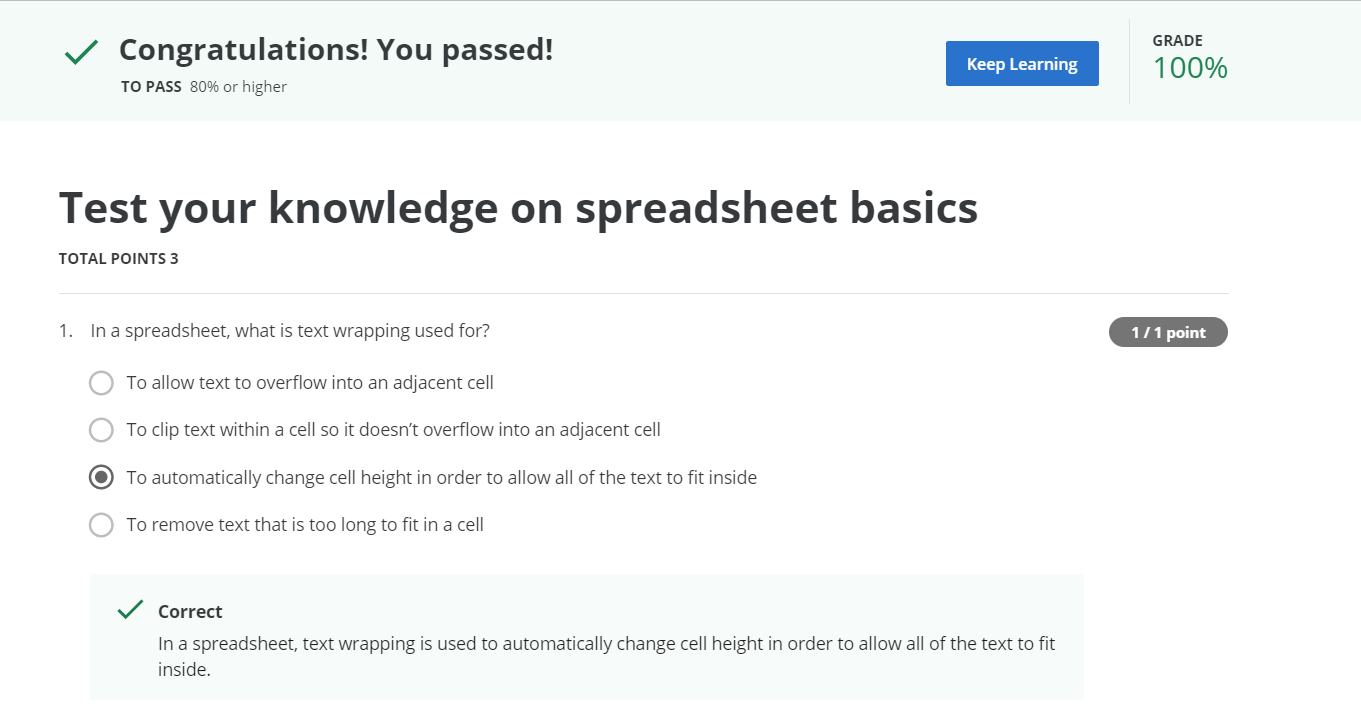 Congratulations! You passed!
TO PASS 80% or higher
Keep Learning
GRADE
100%
Test your knowledge on spreadsheet basics
TOTAL POINTS 3
1. In a spreadsheet, what is text wrapping used for?
1 / 1 point
To allow text to overflow into an adjacent cell
To clip text within a cell so it doesn’t overflow into an adjacent cell
To automatically change cell height in order to allow all of the text to fit inside
To remove text that is too long to fit in a cell
Correct
In a spreadsheet, text wrapping is used to automatically change cell height in order to allow all of the text to fit
inside.